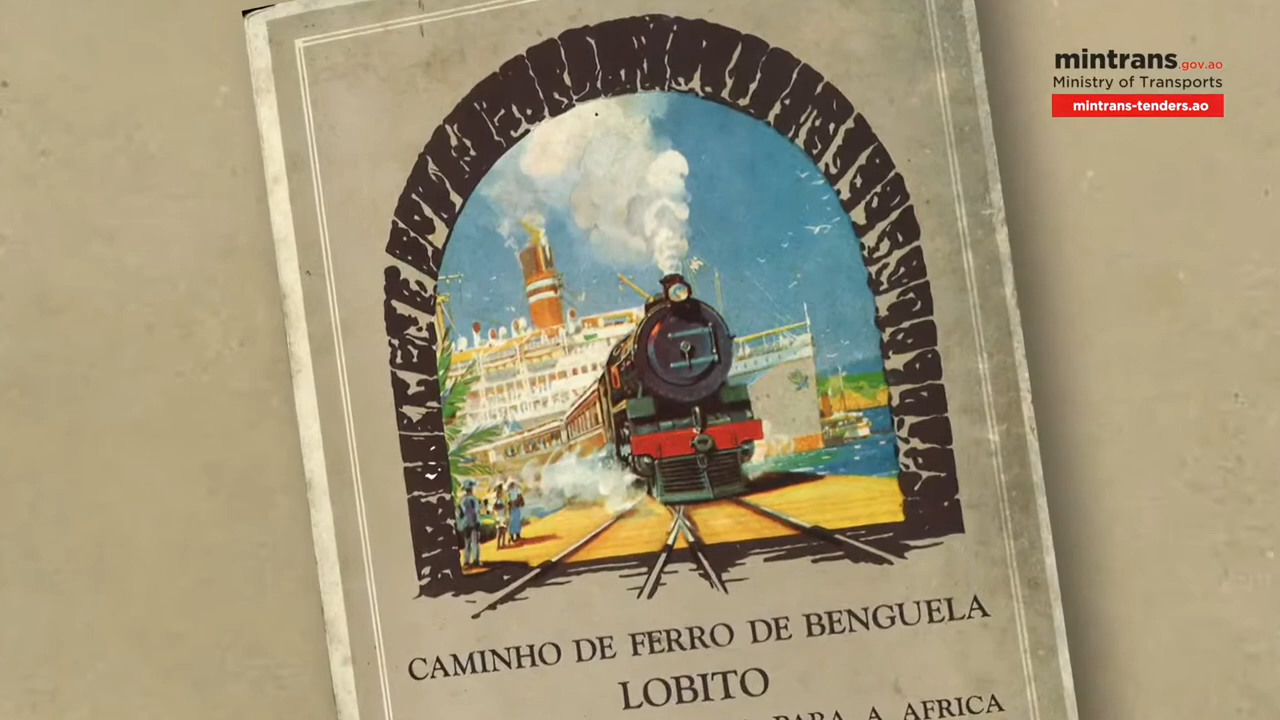 mintrans.gov.ao
Ministry of Transports
mintrans-tenders.ao
CAMINHO DE FERRO DE BENGUELA
LOBITO
PARA A AFRICA